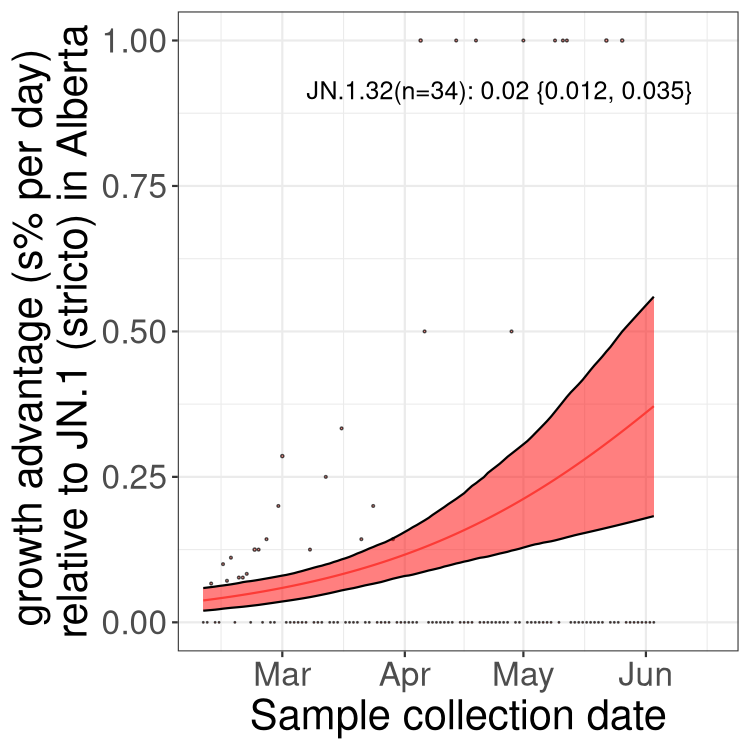 growth advantage (s% per day)
relative to JN.1 (stricto) in Alberta
1.00
0.75
0.50
0.25
0.00
JN.1.32(n=34): 0.02 {0.012, 0.035}
Mar
Apr
May
Jun
Sample collection date